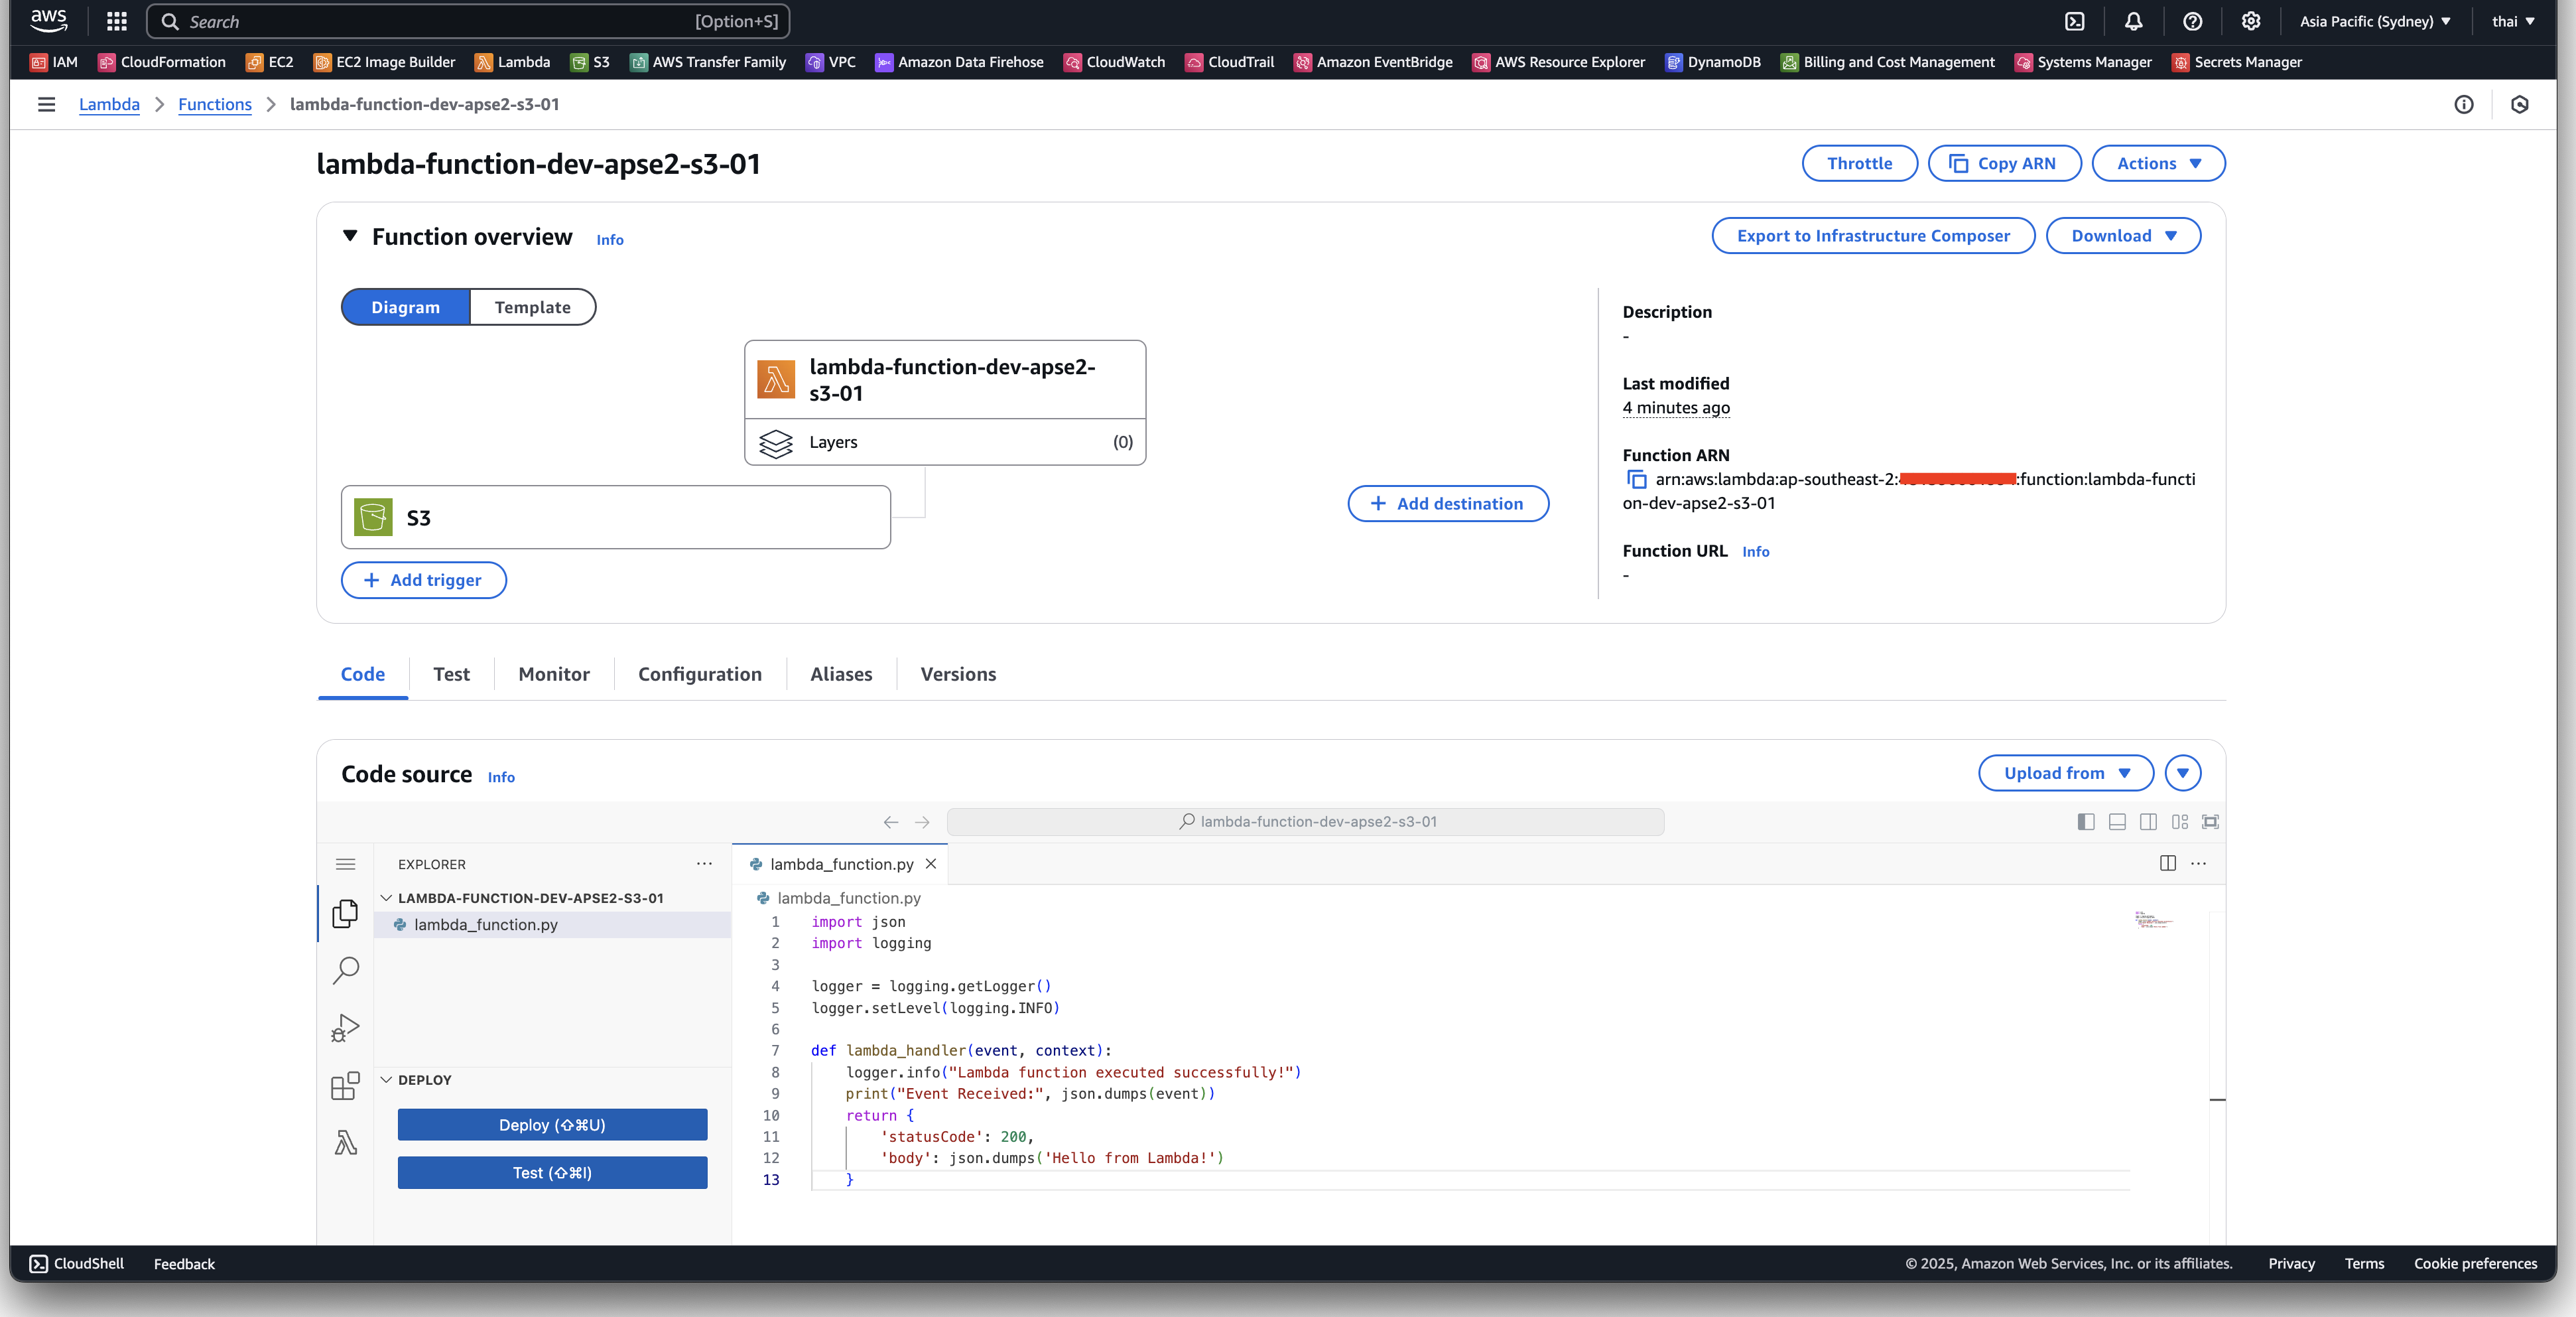 aws Search [Option+S] Asia Pacific (Sydney) thai
IAM CloudFormation EC2 EC2 Image Builder Lambda S3 AWS Transfer Family VPC Amazon Data Firehose CloudWatch CloudTrail Amazon EventBridge AWS Resource Explorer DynamoDB Billing and Cost Management Systems Manager Secrets Manager
Lambda > Functions > lambda-function-dev-apse2-s3-01
lambda-function-dev-apse2-s3-01
Throttle Copy ARN Actions
Function overview Info
Export to Infrastructure Composer Download
Diagram Template
lambda-function-dev-apse2-
s3-01
Layers (0)
S3
+ Add trigger
+ Add destination
Description
-
Last modified
4 minutes ago
Function ARN
arn:aws:lambda:ap-southeast-2: :function:lambda-functi
on-dev-apse2-s3-01
Function URL Info
-
Code Test Monitor Configuration Aliases Versions
Code source Info
Upload from
lambda-function-dev-apse2-s3-01
EXPLORER
LAMBDA-FUNCTION-DEV-APSE2-S3-01
lambda_function.py
DEPLOY
Deploy (⇧⌘U)
Test (⇧⌘I)
lambda_function.py
lambda_function.py
1 import json
2 import logging
3
4 logger = logging.getLogger()
5 logger.setLevel(logging.INFO)
6
7 def lambda_handler(event, context):
8 logger.info("Lambda function executed successfully!")
9 print("Event Received:", json.dumps(event))
10 return {
11 'statusCode': 200,
12 'body': json.dumps('Hello from Lambda!')
13 }
CloudShell Feedback © 2025, Amazon Web Services, Inc. or its affiliates. Privacy Terms Cookie preferences